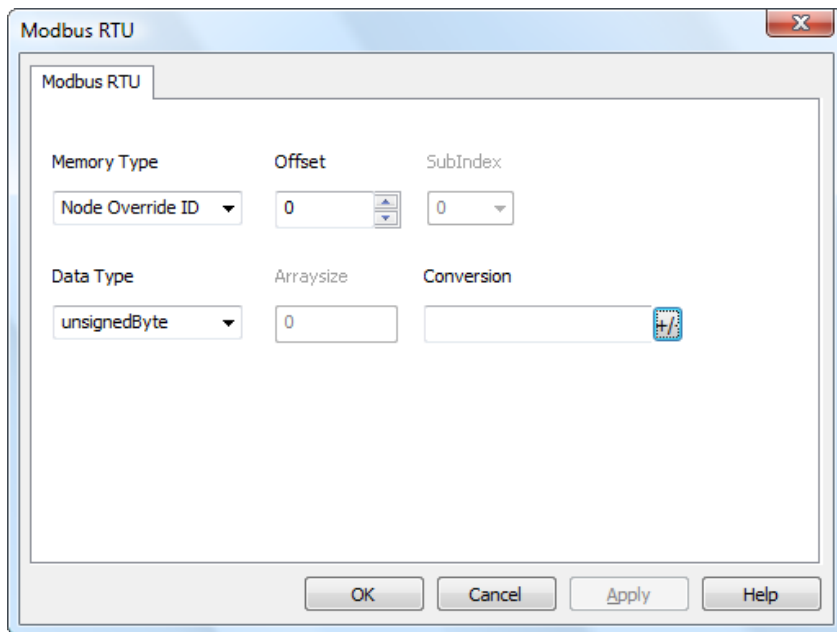 Modbus RTU
X
Modbus RTU
Memory Type Offset SubIndex
Node Override ID 0 0
Data Type Arraysize Conversion
unsignedByte 0 +/-
OK Cancel Apply Help